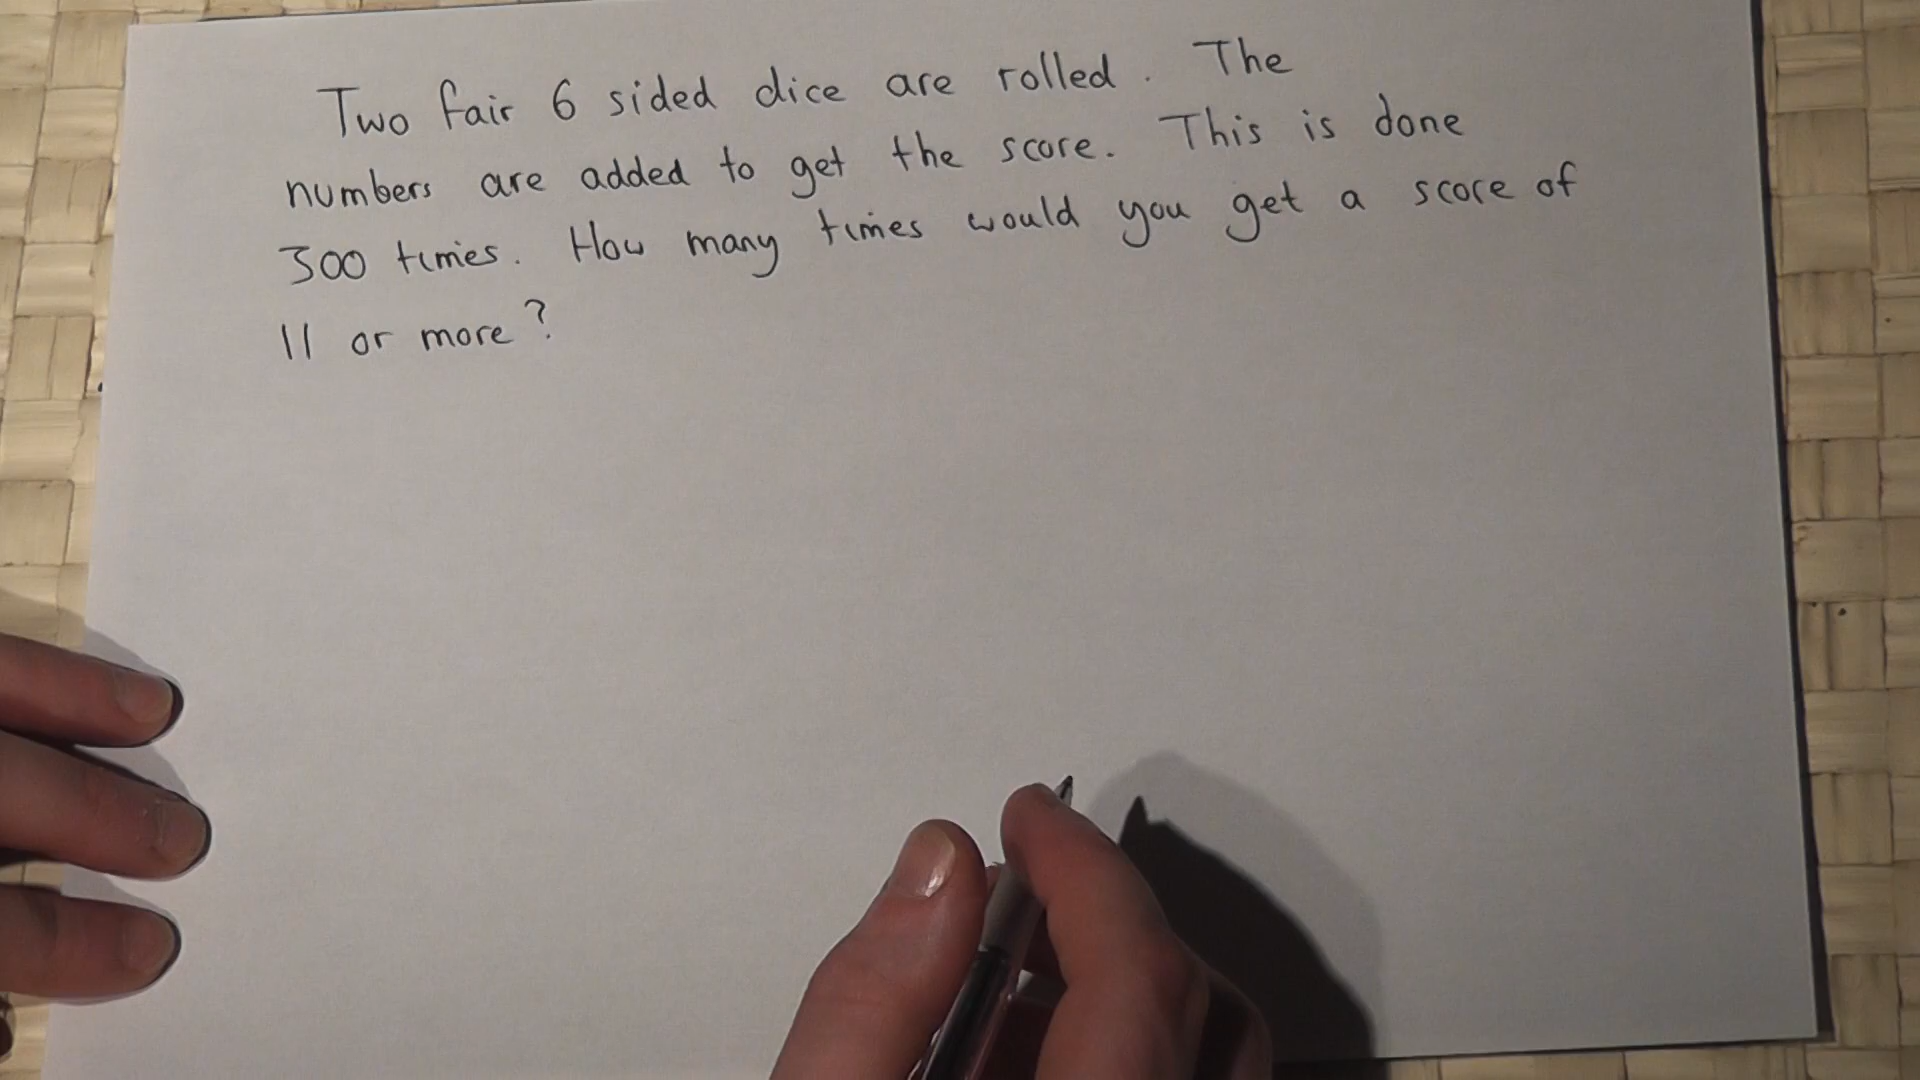 Two fair 6 sided dice are rolled. The
numbers are added to get the score. This is done
300 times. How many times would you get a score of
11 or more?